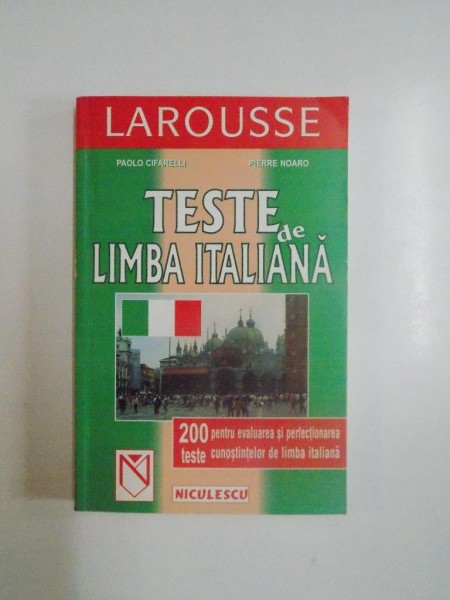 LAROUSSE
PAOLO CIFARELLI PIERRE NOARO
TESTE
de
LIMBA ITALIANĂ
200 pentru evaluarea și perfecționarea
teste cunoștințelor de limba italiană
NICULESCU